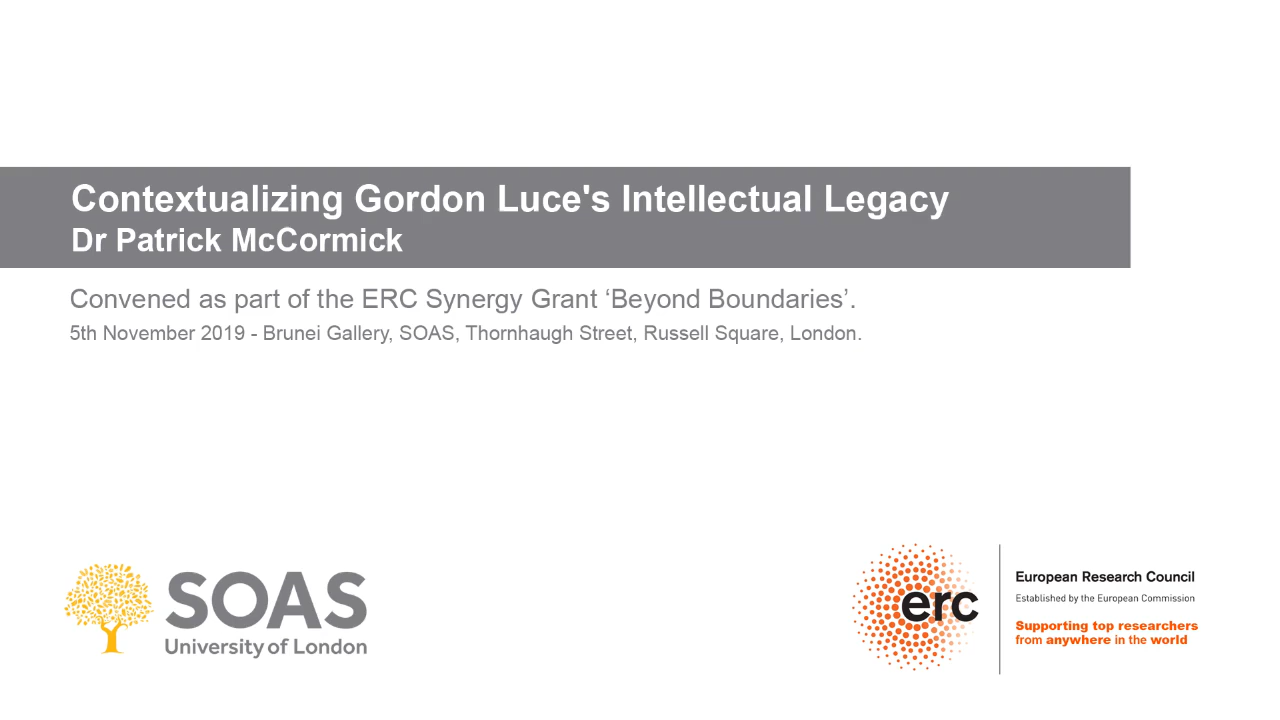 Contextualizing Gordon Luce's Intellectual Legacy
Dr Patrick McCormick
Convened as part of the ERC Synergy Grant ‘Beyond Boundaries’.
5th November 2019 - Brunei Gallery, SOAS, Thornhaugh Street, Russell Square, London.
SOAS
University of London
erc
European Research Council
Established by the European Commission
Supporting top researchers
from anywhere in the world